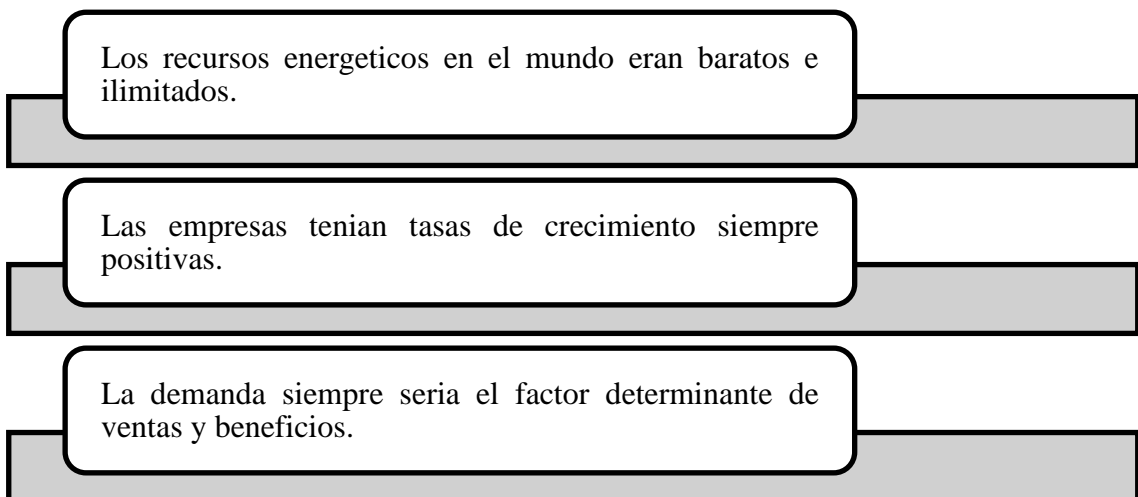 Los recursos energeticos en el mundo eran baratos e
ilimitados.
Las empresas tenian tasas de crecimiento siempre
positivas.
La demanda siempre seria el factor determinante de
ventas y beneficios.